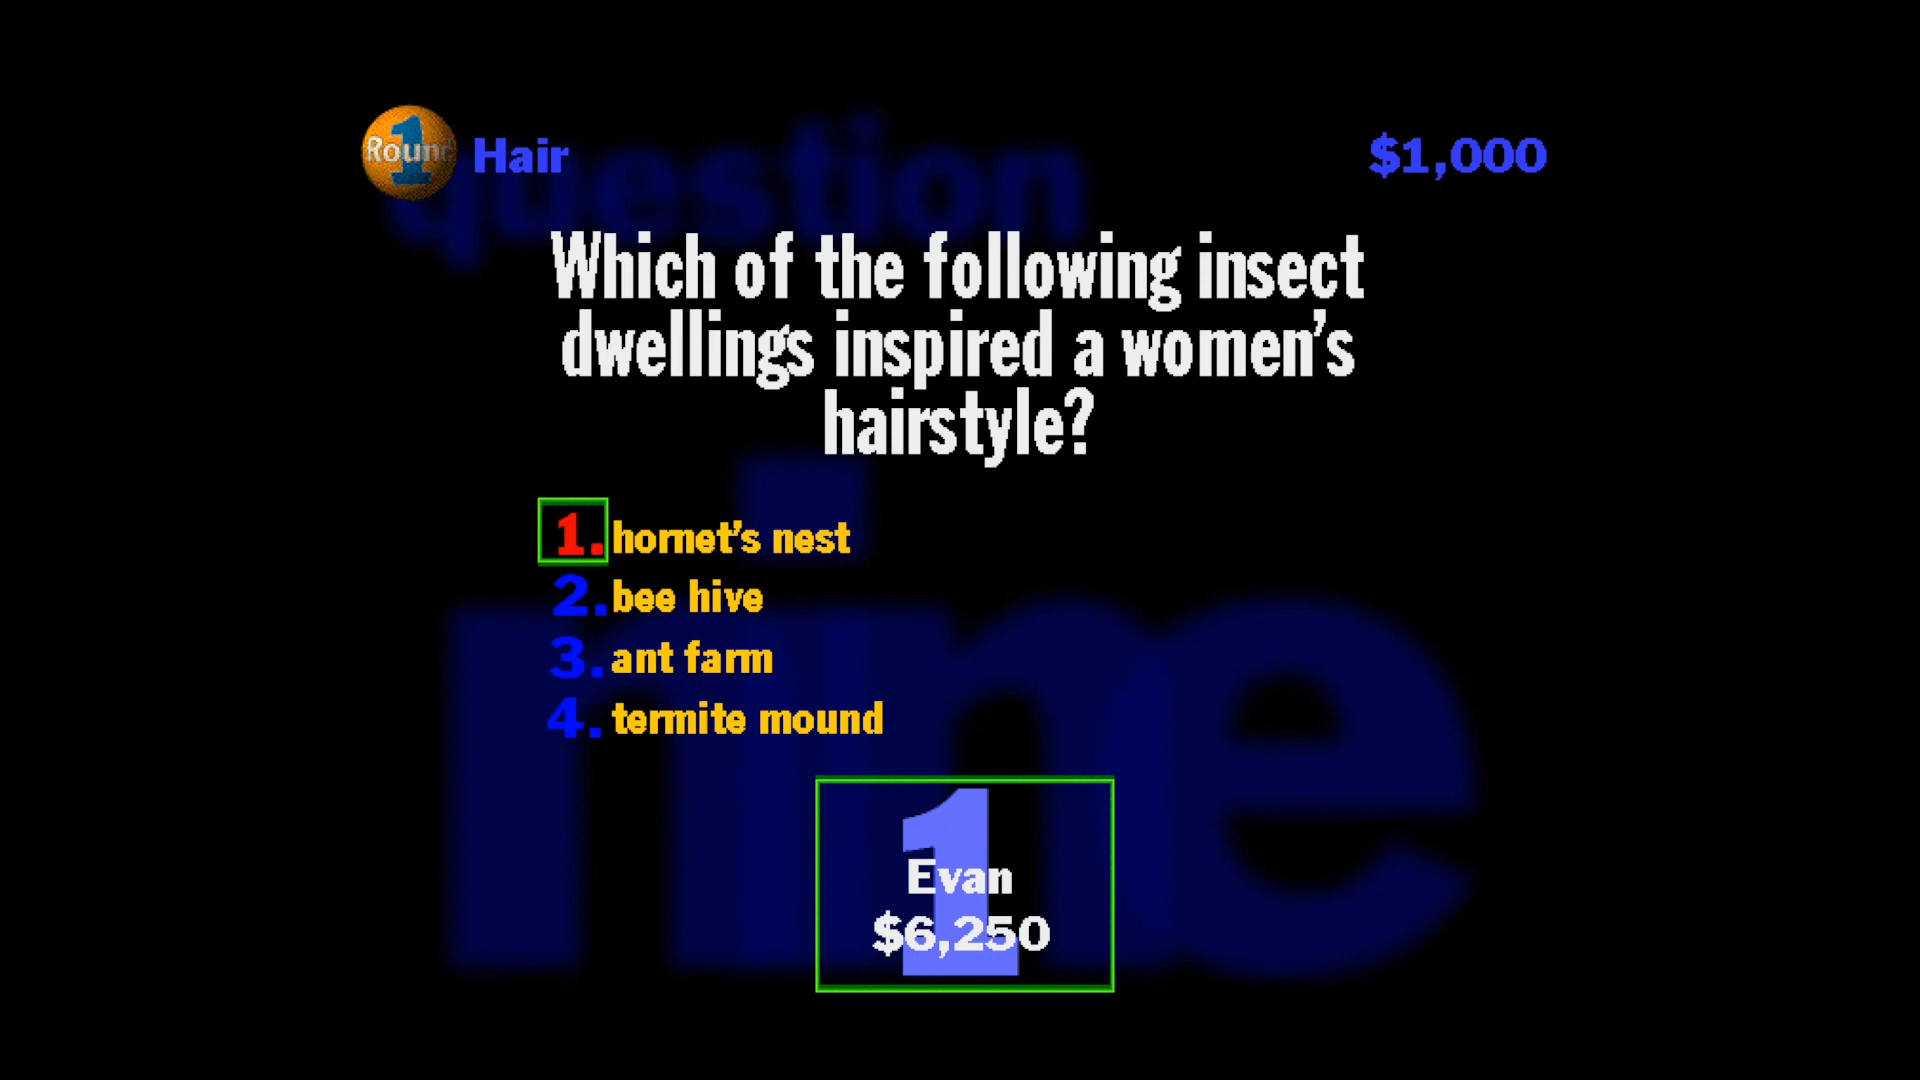 Round 1
Hair
$1,000
question
Which of the following insect
dwellings inspired a women's
hairstyle?
nine
1. hornet's nest
2. bee hive
3. ant farm
4. termite mound
1
Evan
$6,250